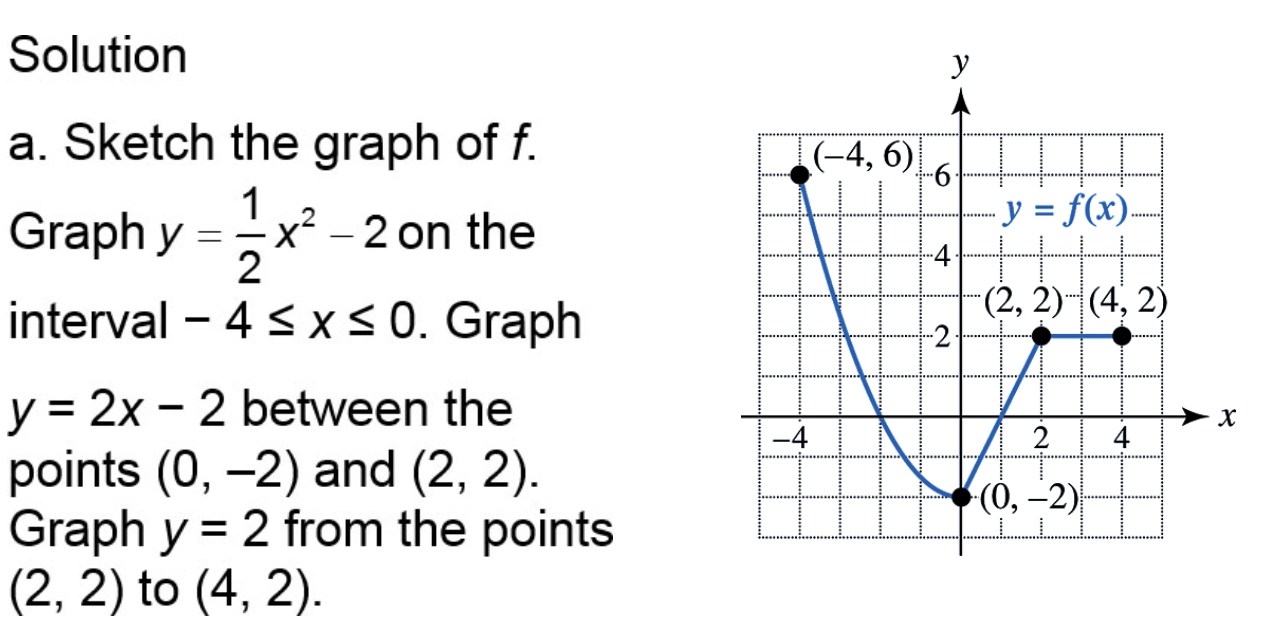 Solution
a. Sketch the graph of f.
Graph y = 1/2 x² – 2 on the
interval − 4 ≤ x ≤ 0. Graph
y = 2x − 2 between the
points (0, –2) and (2, 2).
Graph y = 2 from the points
(2, 2) to (4, 2).
y
(−4, 6)
6
y = f(x)
4
(2, 2)
(4, 2)
2
x
−4
2
4
(0, −2)